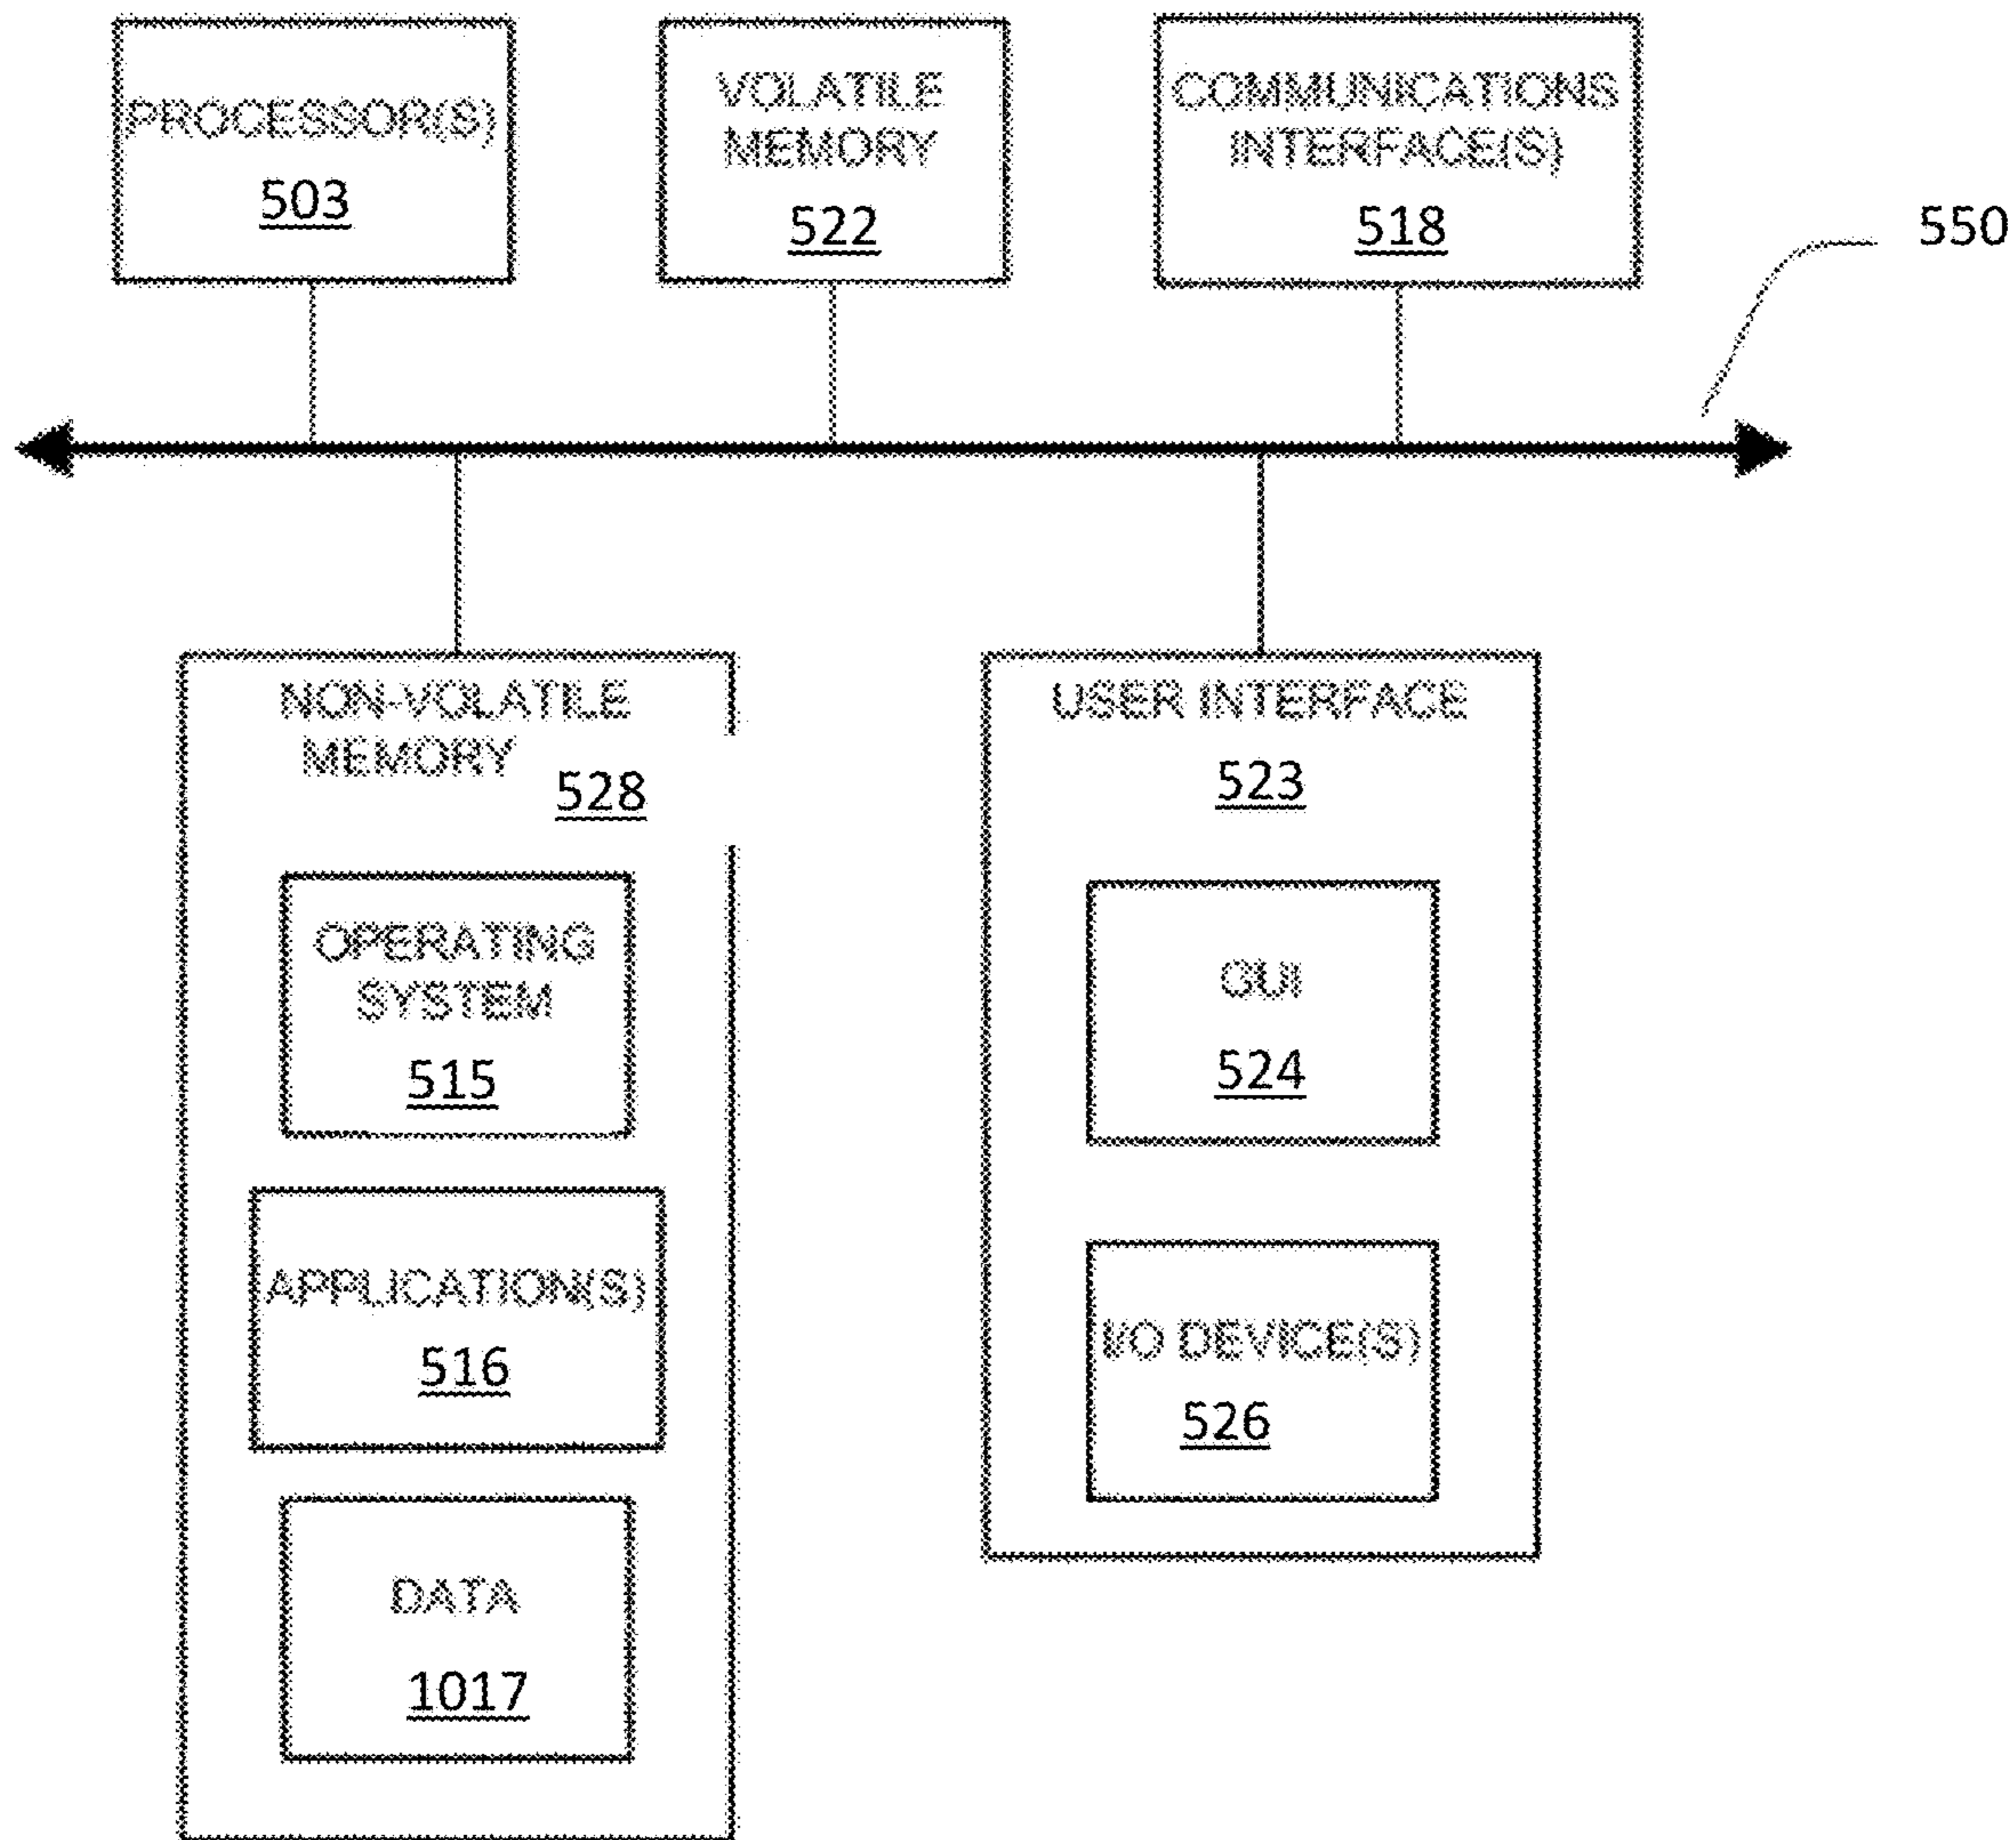 PROCESSOR(S)
503
VOLATILE
MEMORY
522
COMMUNICATIONS
INTERFACE(S)
518
550
NON-VOLATILE
MEMORY
528
OPERATING
SYSTEM
515
APPLICATION(S)
516
DATA
1017
USER INTERFACE
523
GUI
524
I/O DEVICE(S)
526